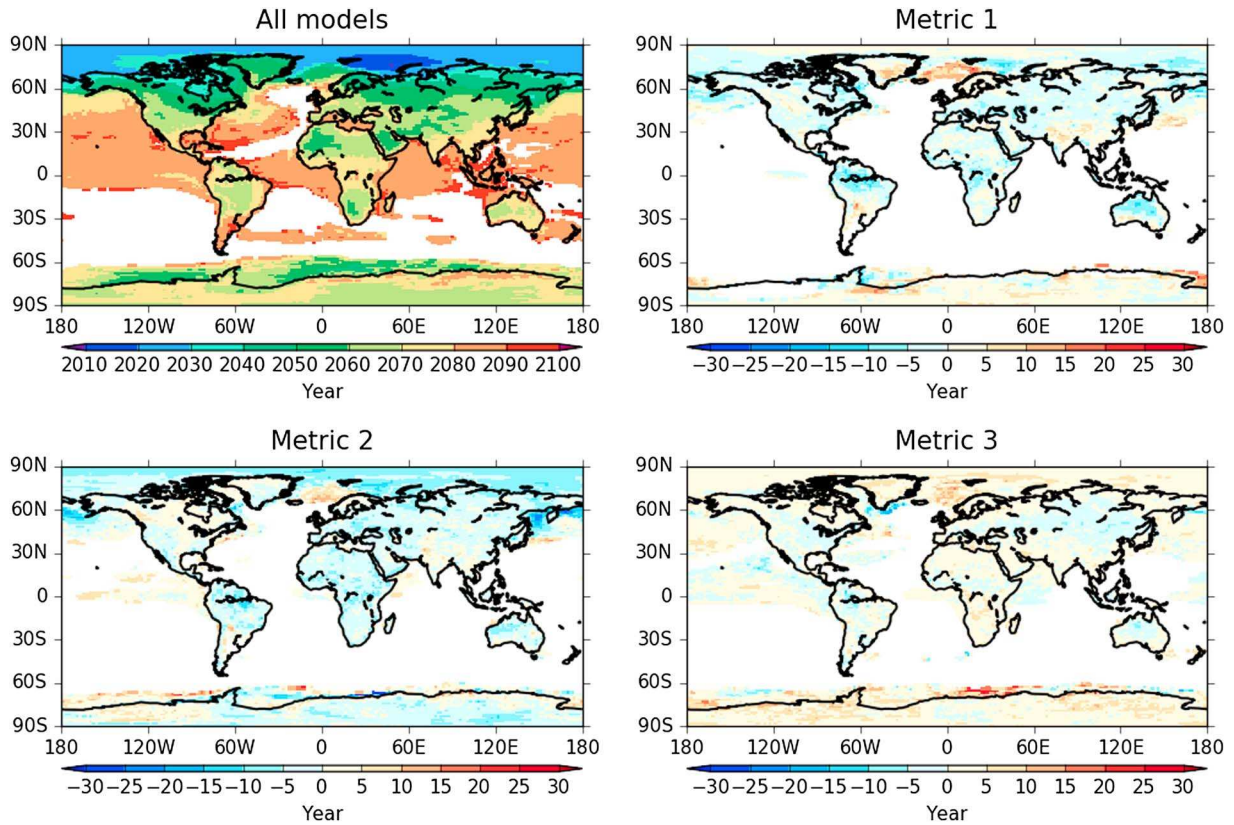 All models
90N
60N
30N
0
30S
60S
90S
180 120W 60W 0 60E 120E 180
2010 2020 2030 2040 2050 2060 2070 2080 2090 2100
Year
Metric 1
90N
60N
30N
0
30S
60S
90S
180 120W 60W 0 60E 120E 180
−30 −25 −20 −15 −10 −5 0 5 10 15 20 25 30
Year
Metric 2
90N
60N
30N
0
30S
60S
90S
180 120W 60W 0 60E 120E 180
−30 −25 −20 −15 −10 −5 0 5 10 15 20 25 30
Year
Metric 3
90N
60N
30N
0
30S
60S
90S
180 120W 60W 0 60E 120E 180
−30 −25 −20 −15 −10 −5 0 5 10 15 20 25 30
Year